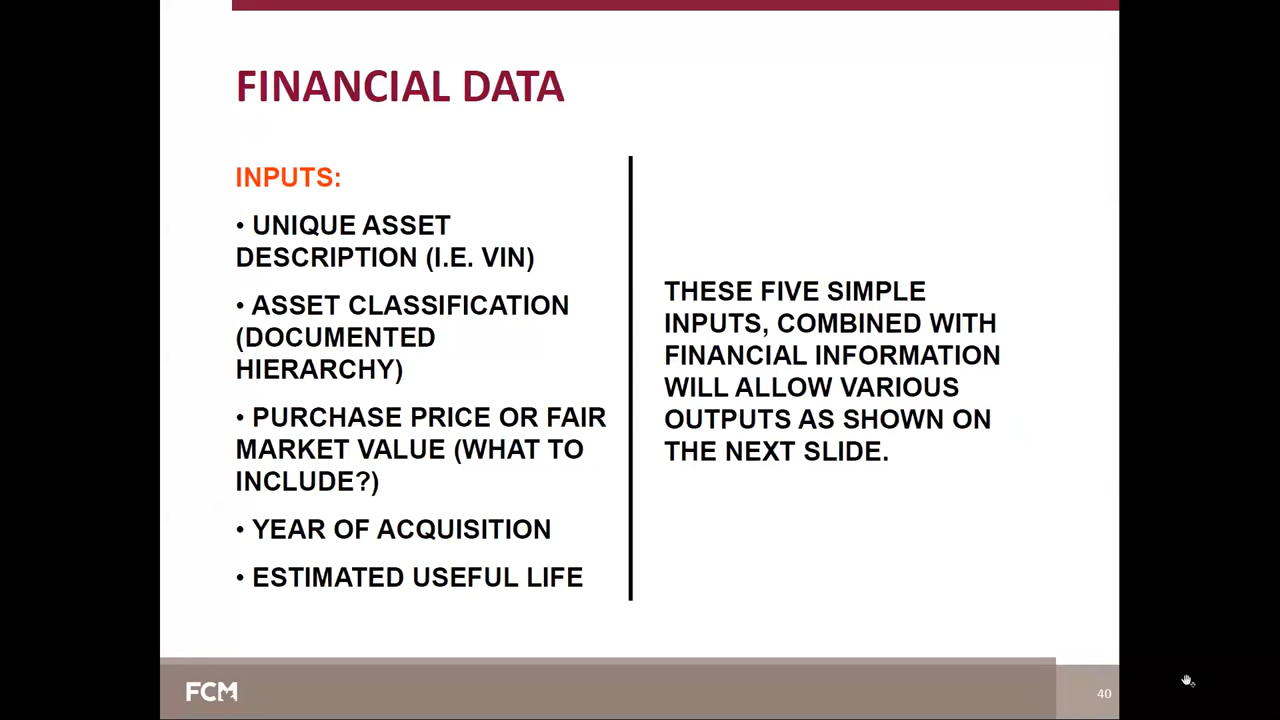 FINANCIAL DATA
INPUTS:
• UNIQUE ASSET
DESCRIPTION (I.E. VIN)
• ASSET CLASSIFICATION
(DOCUMENTED
HIERARCHY)
• PURCHASE PRICE OR FAIR
MARKET VALUE (WHAT TO
INCLUDE?)
• YEAR OF ACQUISITION
• ESTIMATED USEFUL LIFE
THESE FIVE SIMPLE
INPUTS, COMBINED WITH
FINANCIAL INFORMATION
WILL ALLOW VARIOUS
OUTPUTS AS SHOWN ON
THE NEXT SLIDE.
FCM
40